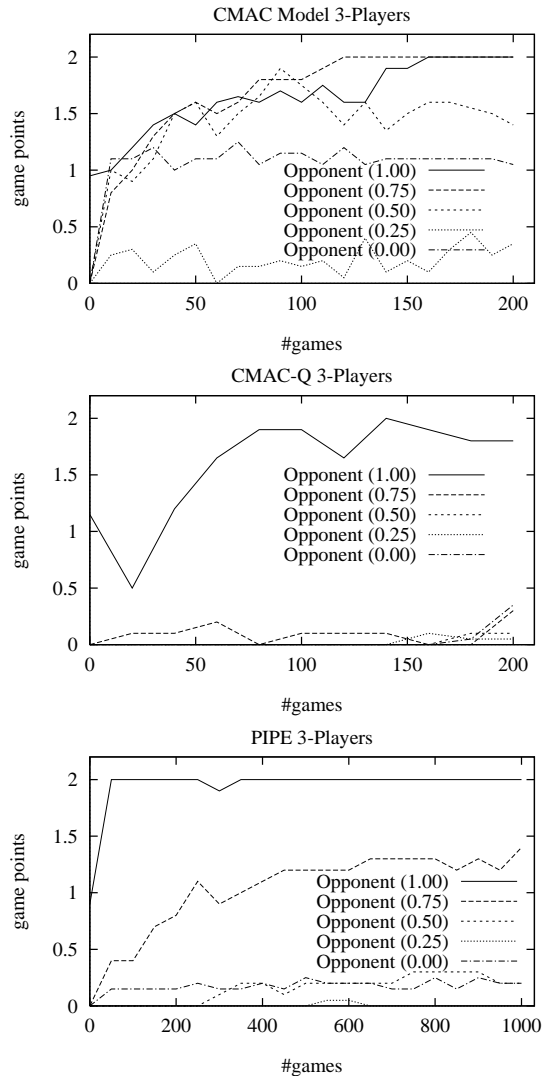 CMAC Model 3-Players
2
1.5
1
0.5
0
game points
Opponent (1.00)
Opponent (0.75)
Opponent (0.50)
Opponent (0.25)
Opponent (0.00)
0 50 100 150 200
#games
CMAC-Q 3-Players
2
1.5
1
0.5
0
game points
Opponent (1.00)
Opponent (0.75)
Opponent (0.50)
Opponent (0.25)
Opponent (0.00)
0 50 100 150 200
#games
PIPE 3-Players
2
1.5
1
0.5
0
game points
Opponent (1.00)
Opponent (0.75)
Opponent (0.50)
Opponent (0.25)
Opponent (0.00)
0 200 400 600 800 1000
#games